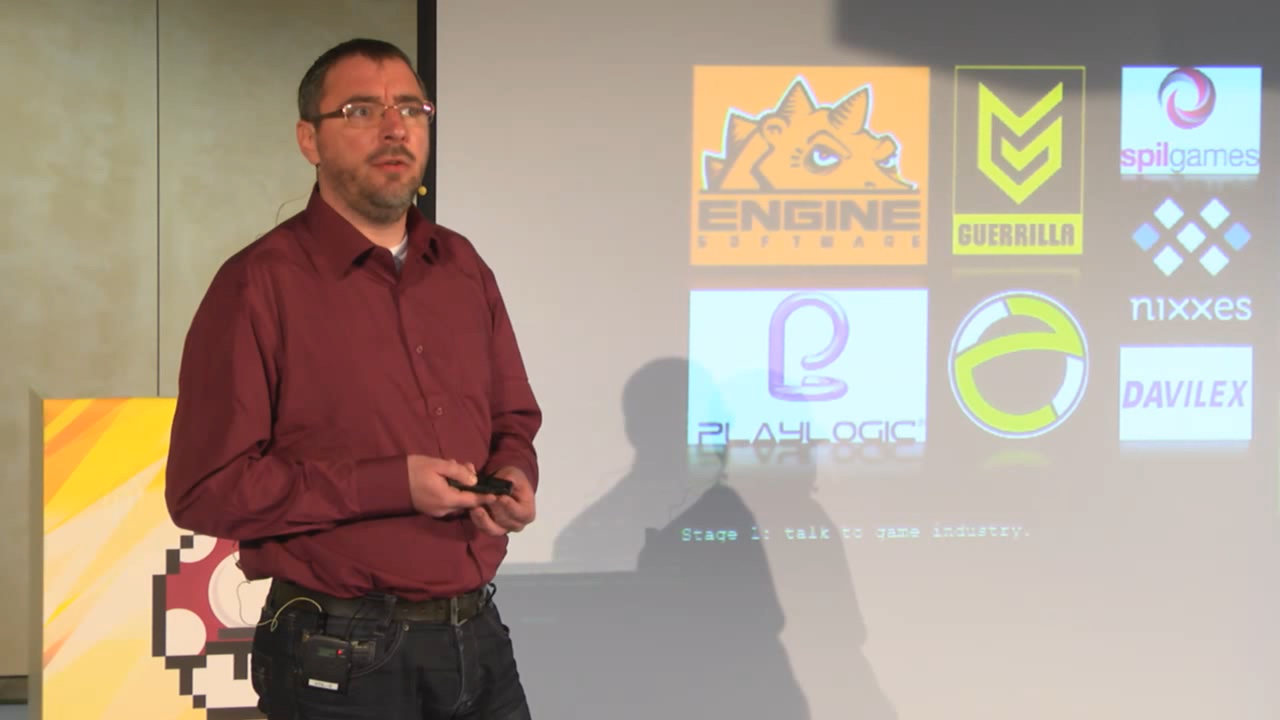 ENGINE
SOFTWARE
GUERRILLA
spilgames
nixxes
PLAYLOGIC
DAVILEX
Stage 1: talk to game industry.